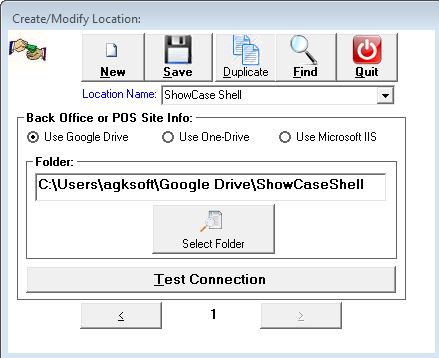 Create/Modify Location:
New Save Duplicate Find Quit
Location Name: ShowCase Shell
Back Office or POS Site Info:
Use Google Drive Use One-Drive Use Microsoft IIS
Folder:
C:\Users\agksoft\Google Drive\ShowCaseShell
Select Folder
Test Connection
< 1 >